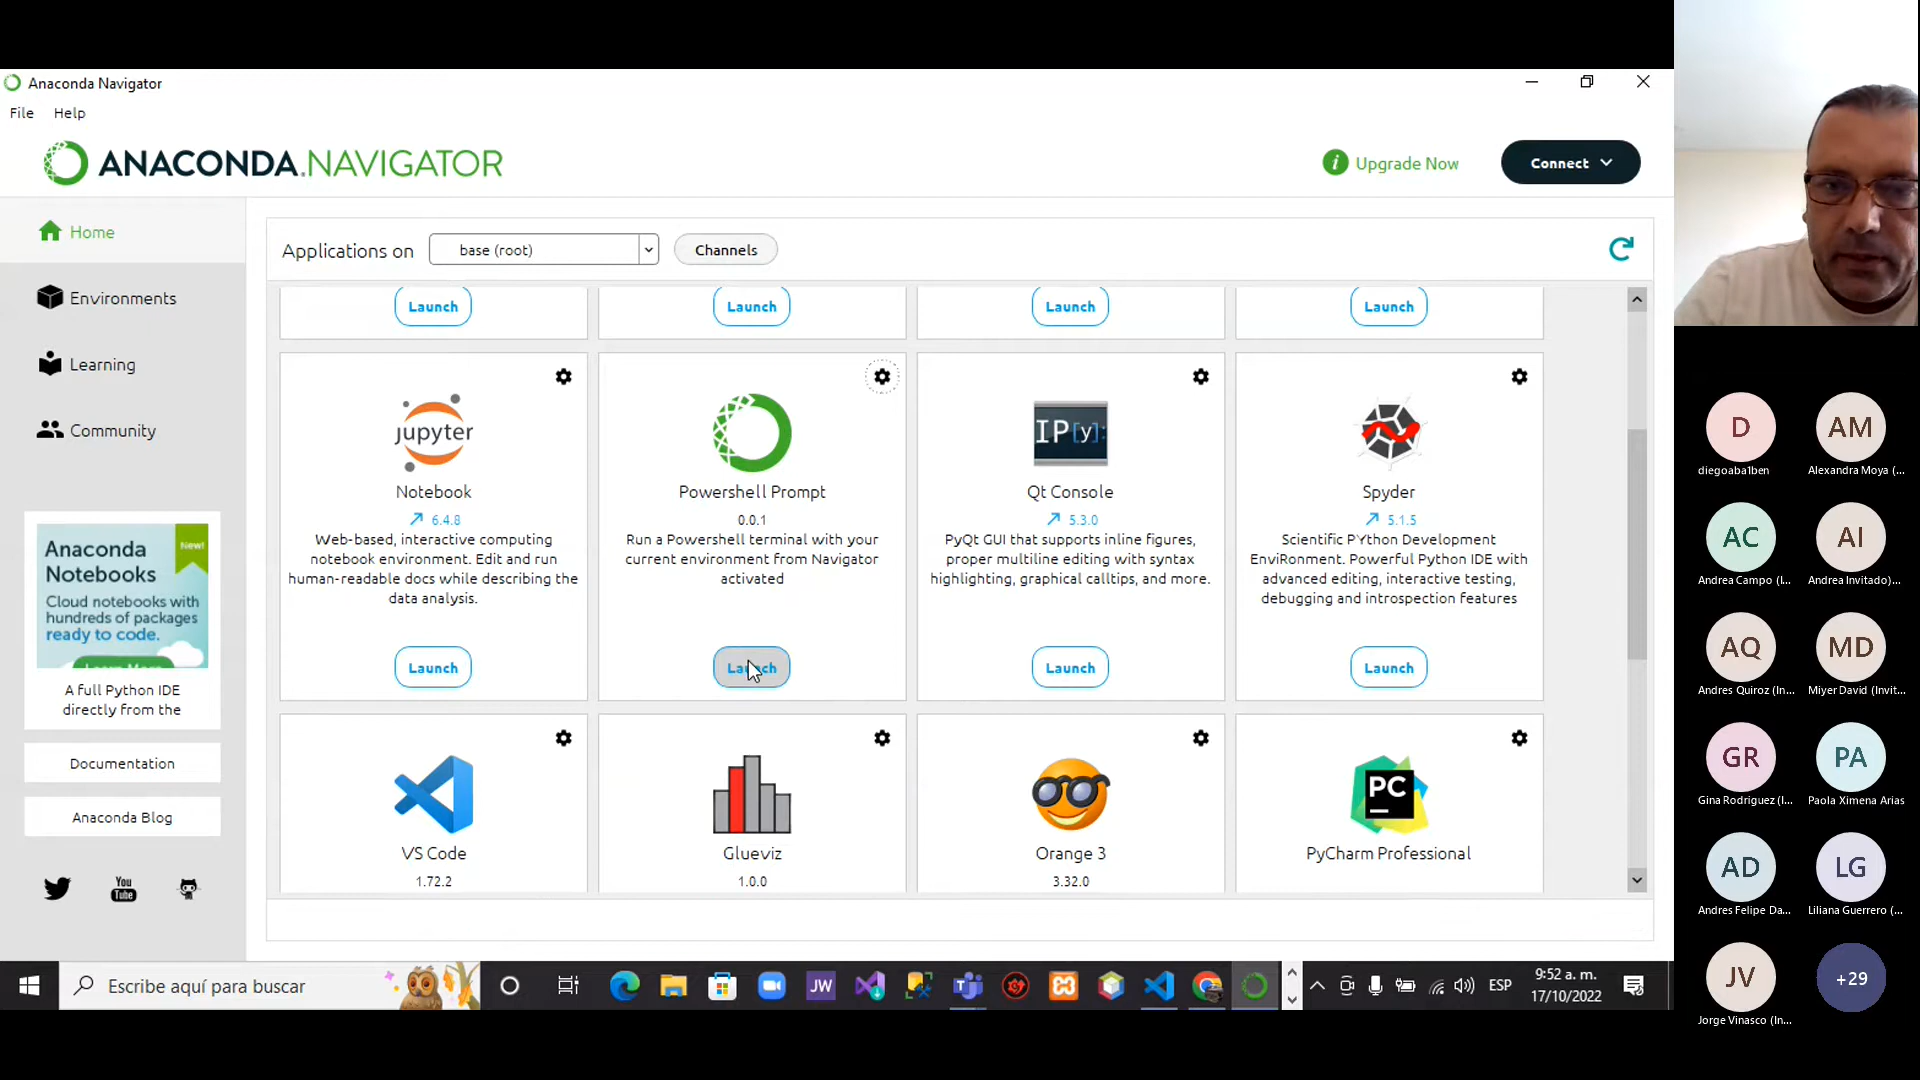 Anaconda Navigator
File Help
ANACONDA.NAVIGATOR
i Upgrade Now
Connect
Home
Environments
Learning
Community
Applications on base (root) Channels
Launch Launch Launch Launch
jupyter
Notebook
6.4.8
Web-based, interactive computing
notebook environment. Edit and run
human-readable docs while describing the
data analysis.
Launch
Powershell Prompt
0.0.1
Run a Powershell terminal with your
current environment from Navigator
activated
Launch
IP[y]:
Qt Console
5.3.0
PyQt GUI that supports inline figures,
proper multiline editing with syntax
highlighting, graphical calltips, and more.
Launch
Spyder
5.1.5
Scientific PYthon Development
EnviRonment. Powerful Python IDE with
advanced editing, interactive testing,
debugging and introspection features
Launch
VS Code
1.72.2
Glueviz
1.0.0
Orange 3
3.32.0
PC
PyCharm Professional
New!
Anaconda
Notebooks
Cloud notebooks with
hundreds of packages
ready to code.
Learn More
A full Python IDE
directly from the
Documentation
Anaconda Blog
You
Tube
Escribe aquí para buscar
JW
ESP
9:52 a. m.
17/10/2022
D AM
diegoaba1ben Alexandra Moya (...
AC AI
Andrea Campo (I... Andrea Invitado)...
AQ MD
Andres Quiroz (In... Miyer David (Invit...
GR PA
Gina Rodríguez (I... Paola Ximena Arias
AD LG
Andres Felipe Da... Liliana Guerrero (...
JV +29
Jorge Vinasco (In...